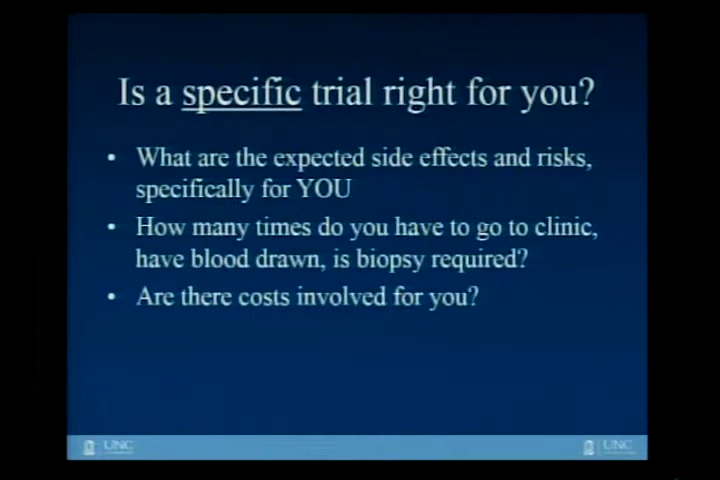 Is a specific trial right for you?
• What are the expected side effects and risks,
specifically for YOU
• How many times do you have to go to clinic,
have blood drawn, is biopsy required?
• Are there costs involved for you?
UNC
UNC